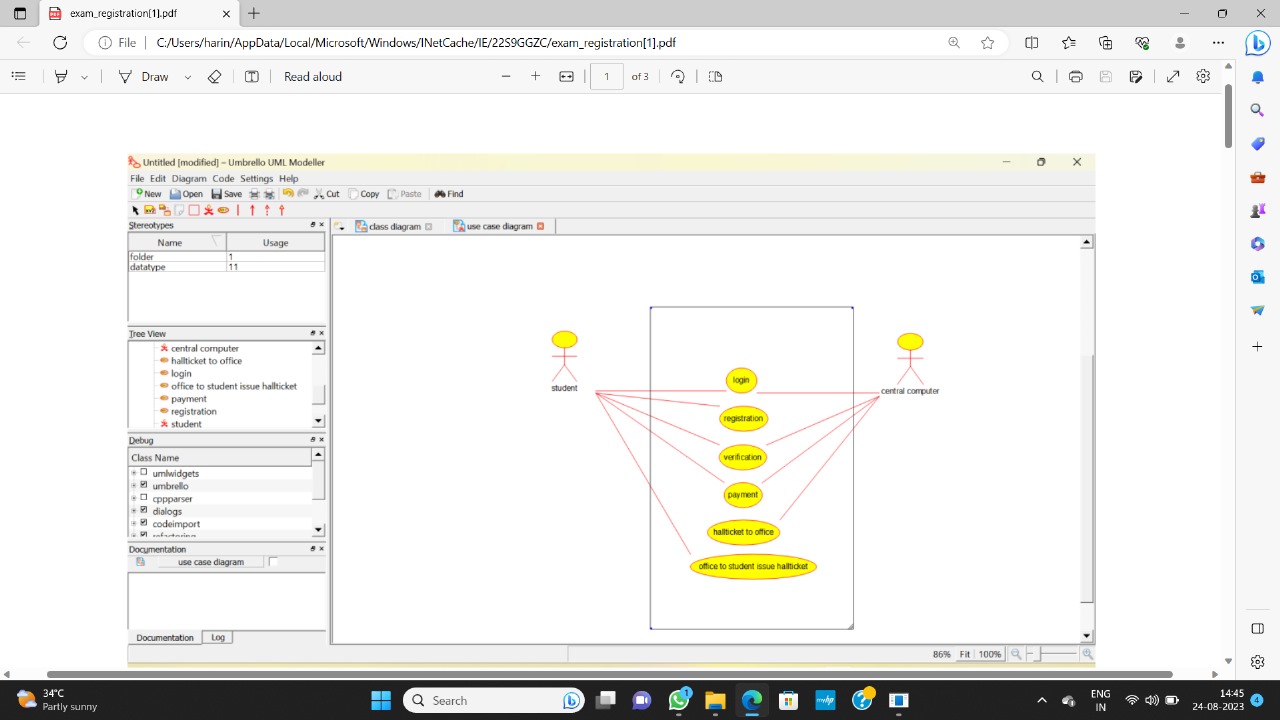 exam_registration[1].pdf
File C:/Users/harin/AppData/Local/Microsoft/Windows/INetCache/IE/22S9GGZC/exam_registration[1].pdf
Draw Read aloud 1 of 3
Untitled [modified] – Umbrello UML Modeller
File Edit Diagram Code Settings Help
New Open Save Cut Copy Paste Find
Stereotypes
class diagram use case diagram
Name Usage
folder 1
datatype 11
Tree View
central computer
hallticket to office
login
office to student issue hallticket
payment
registration
student
Debug
Class Name
umlwidgets
umbrello
cppparser
dialogs
codeimport
refactoring
Documentation
use case diagram
Documentation Log
student
central computer
login
registration
verification
payment
hallticket to office
office to student issue hallticket
86% Fit 100%
34°C
Partly sunny
Search
1
ENG
IN
14:45
24-08-2023
4